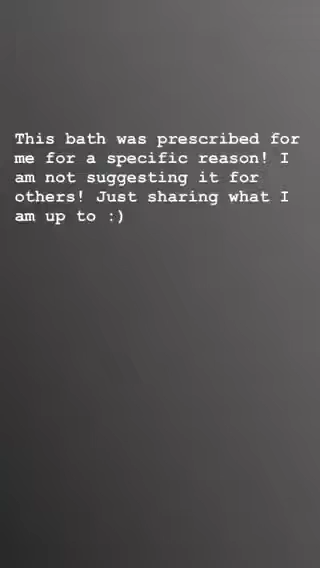 This bath was prescribed for
me for a specific reason! I
am not suggesting it for
others! Just sharing what I
am up to :)